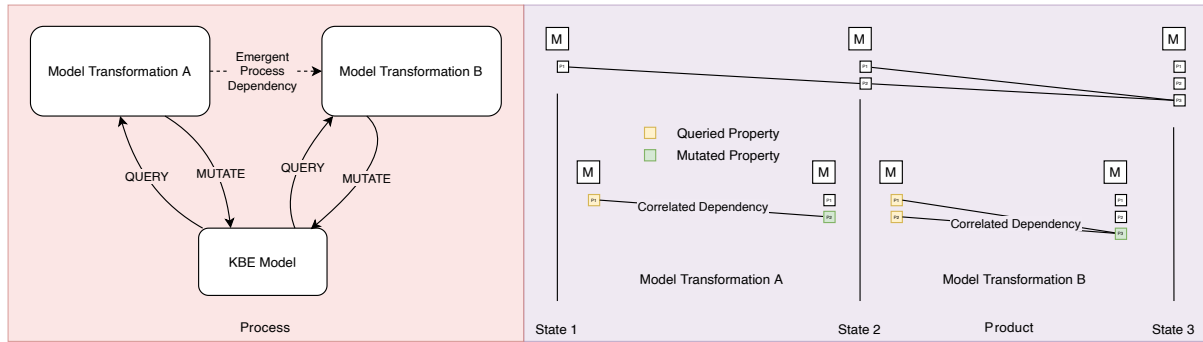 Model Transformation A
Emergent
Process
Dependency
Model Transformation B
QUERY
MUTATE
QUERY
MUTATE
KBE Model
Process
M
P1
M
P1
P2
M
P1
P2
P3
Queried Property
Mutated Property
M
P1
Correlated Dependency
M
P1
P2
M
P1
P2
Correlated Dependency
M
P1
P2
P3
Model Transformation A
Model Transformation B
State 1
State 2
Product
State 3